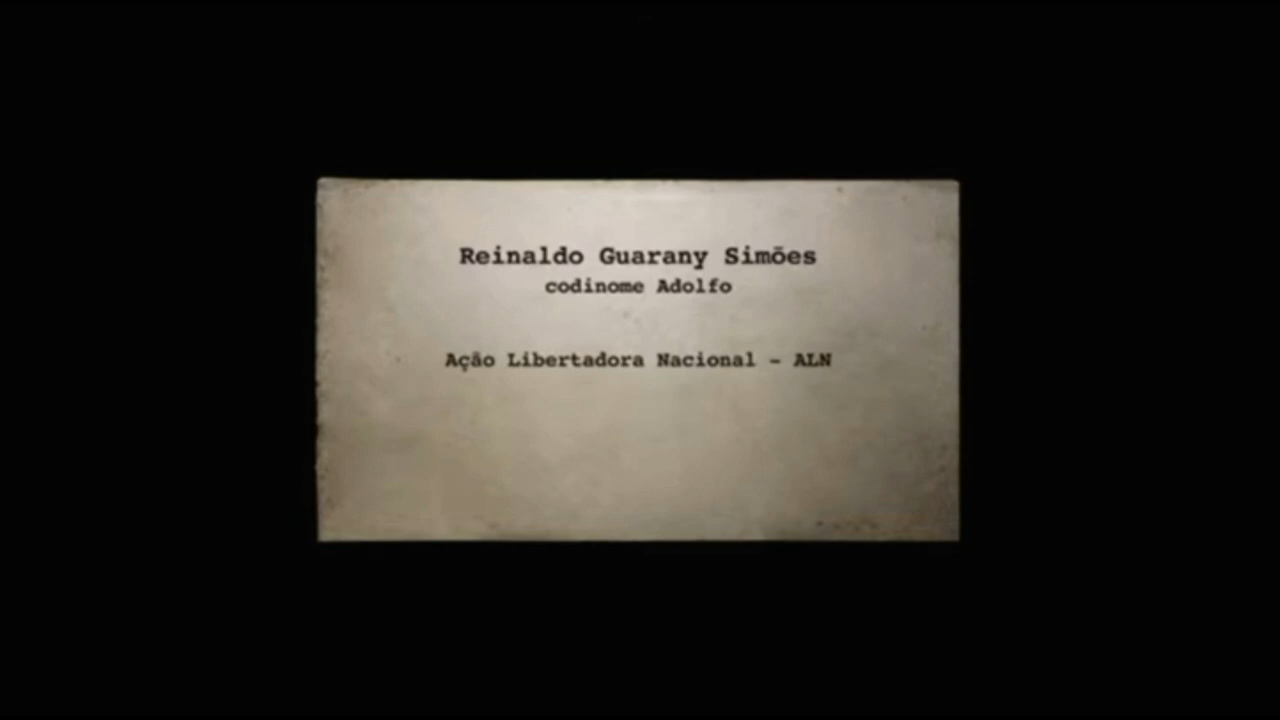 Reinaldo Guarany Simões
codinome Adolfo
Ação Libertadora Nacional - ALN